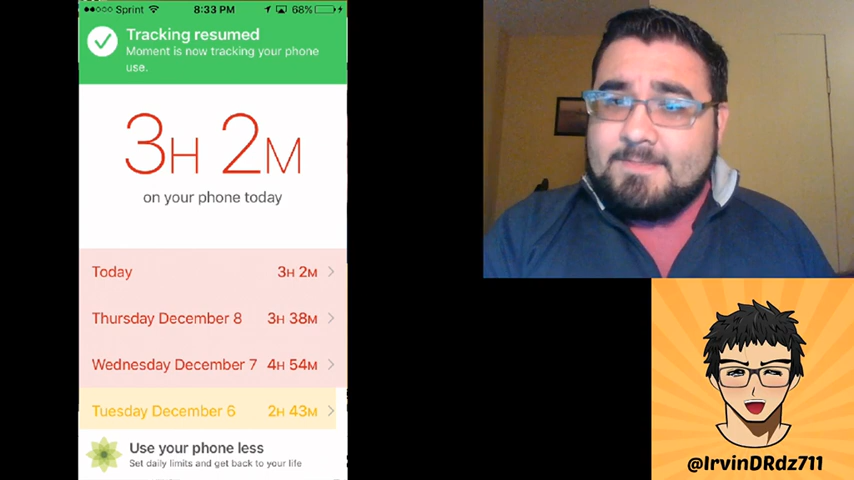 Sprint 8:33 PM 68%
Tracking resumed
Moment is now tracking your phone
use.
3H 2M
on your phone today
Today 3H 2M
Thursday December 8 3H 38M
Wednesday December 7 4H 54M
Tuesday December 6 2H 43M
Use your phone less
Set daily limits and get back to your life
@IrvinDRdz711